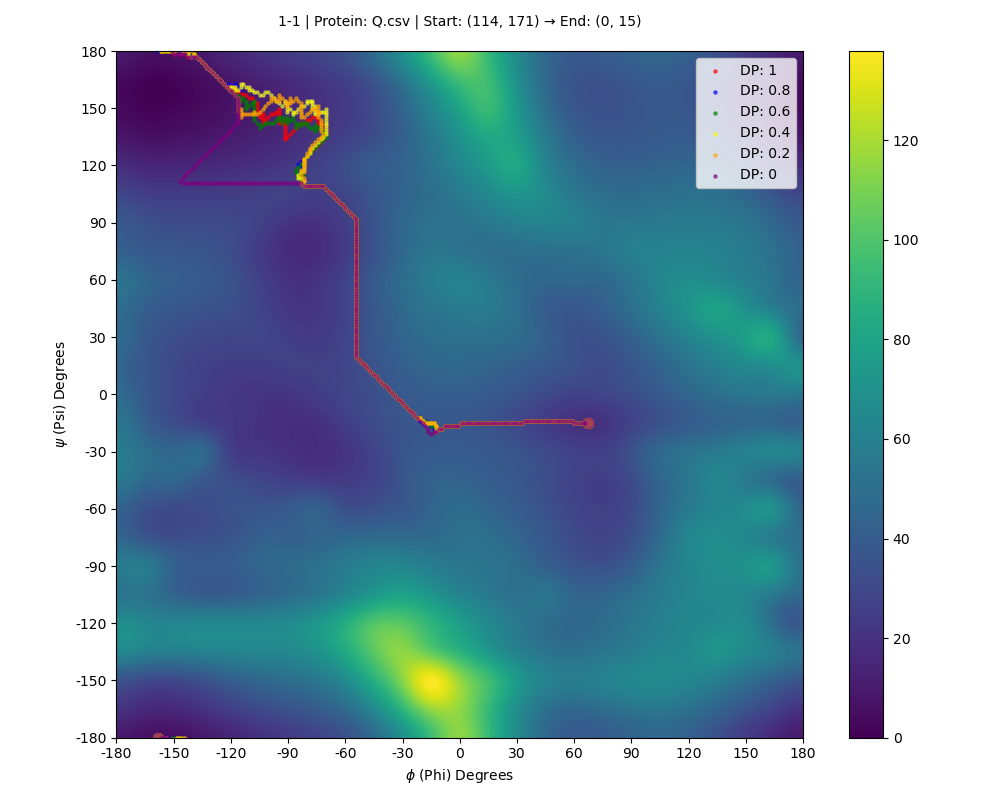 1-1 | Protein: Q.csv | Start: (114, 171) → End: (0, 15)
DP: 1
DP: 0.8
DP: 0.6
DP: 0.4
DP: 0.2
DP: 0
180
150
120
90
60
30
0
-30
-60
-90
-120
-150
-180
ψ (Psi) Degrees
-180 -150 -120 -90 -60 -30 0 30 60 90 120 150 180
ϕ (Phi) Degrees
120
100
80
60
40
20
0